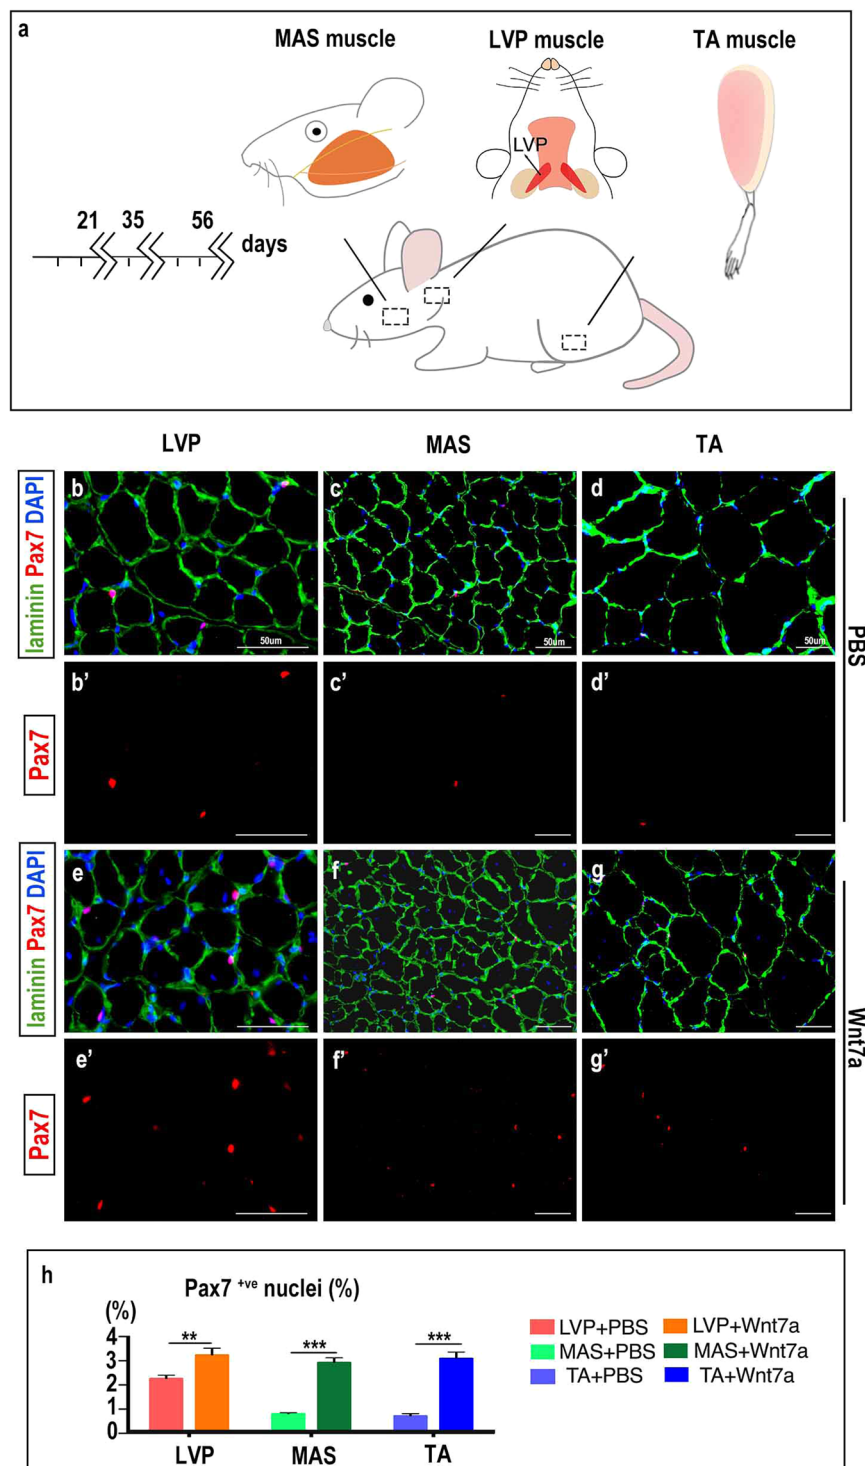 a
MAS muscle
LVP muscle
TA muscle
LVP
21 35 56
days
LVP MAS TA
laminin Pax7 DAPI
b c d
50um 50um 50um
PBS
Pax7
b’ c’ d’
laminin Pax7 DAPI
e f g
Wnt7a
Pax7
e’ f’ g’
h
Pax7 +ve nuclei (%)
(%)
4
3
2
1
0
** *** ***
LVP MAS TA
LVP+PBS LVP+Wnt7a
MAS+PBS MAS+Wnt7a
TA+PBS TA+Wnt7a